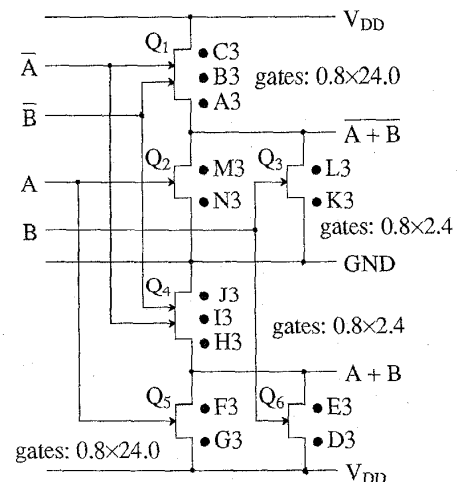 V_DD
Q₁
C3
A̅
B3
gates: 0.8×24.0
A3
B̅
A̅ ̅+̅ ̅B̅
Q₂
M3
Q₃
L3
A
N3
K3
B
gates: 0.8×2.4
GND
Q₄
J3
I3
gates: 0.8×2.4
H3
A + B
Q₅
F3
Q₆
E3
G3
D3
gates: 0.8×24.0
V_DD